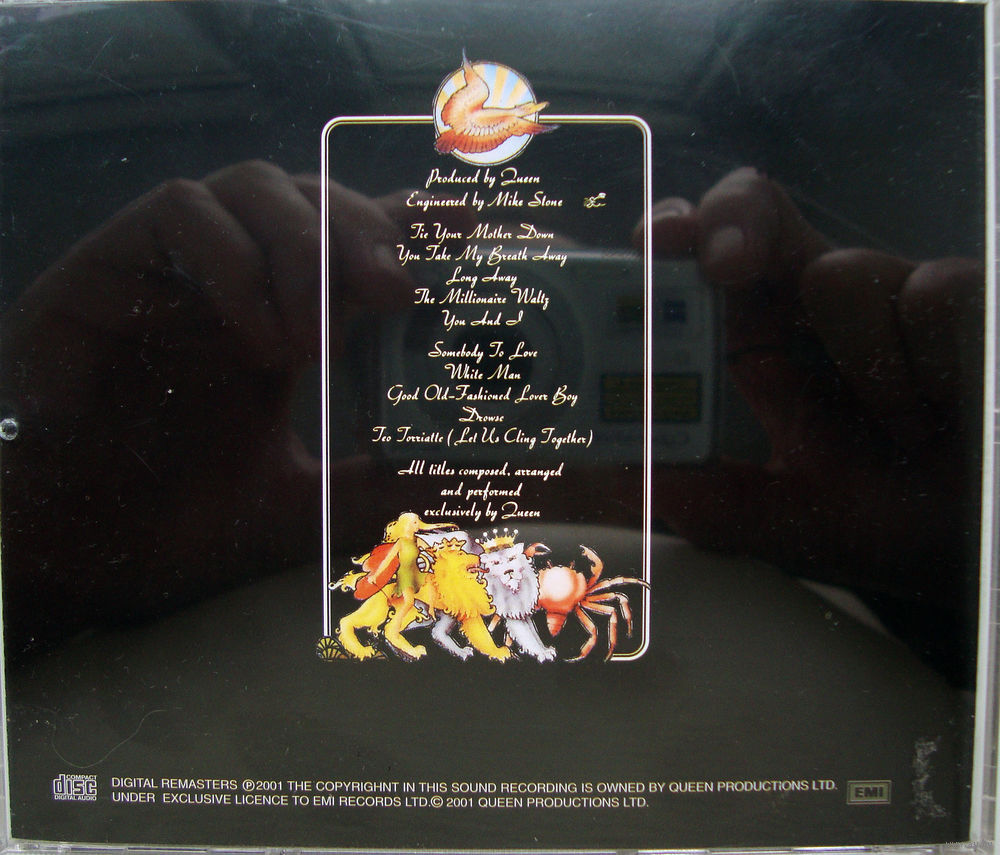 Produced by Queen
Engineered by Mike Stone
Tie Your Mother Down
You Take My Breath Away
Long Away
The Millionaire Waltz
You And I
Somebody To Love
White Man
Good Old-Fashioned Lover Boy
Drowse
Teo Torriatte ( Let Us Cling Together )
All titles composed, arranged
and performed
exclusively by Queen
COMPACT
disc
DIGITAL AUDIO
DIGITAL REMASTERS ℗2001 THE COPYRIGHNT IN THIS SOUND RECORDING IS OWNED BY QUEEN PRODUCTIONS LTD.
UNDER EXCLUSIVE LICENCE TO EMI RECORDS LTD.© 2001 QUEEN PRODUCTIONS LTD.
EMI